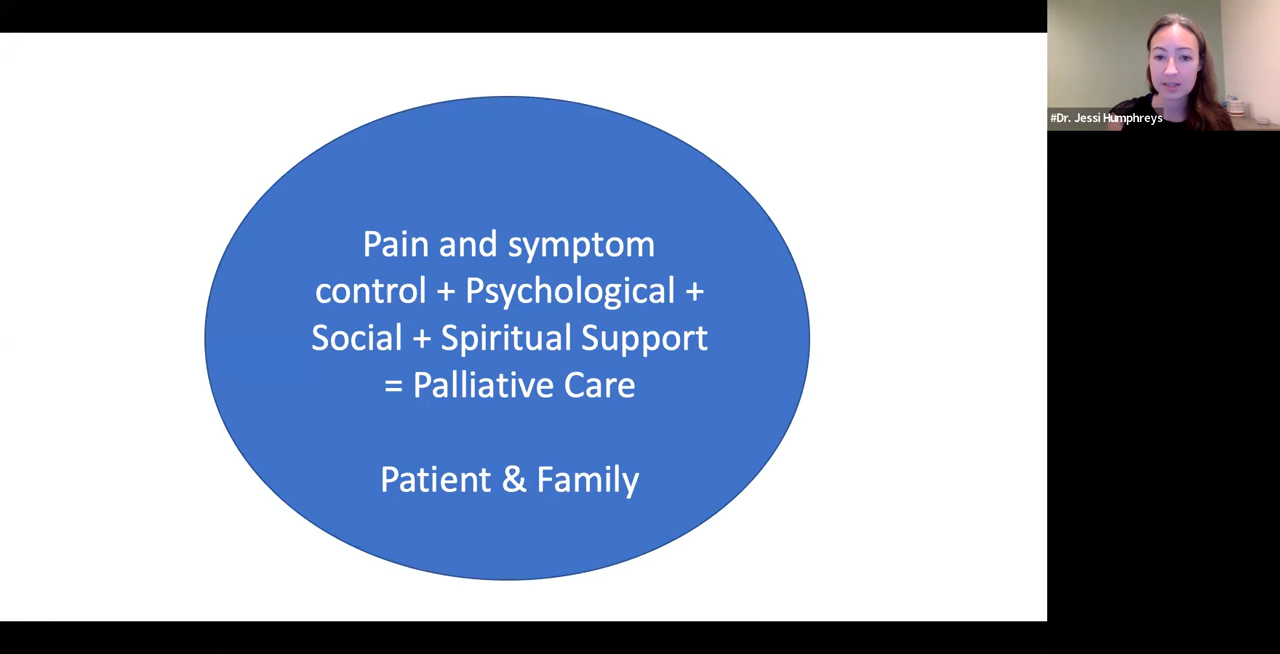 Pain and symptom
control + Psychological +
Social + Spiritual Support
= Palliative Care
Patient & Family
#Dr. Jessi Humphreys